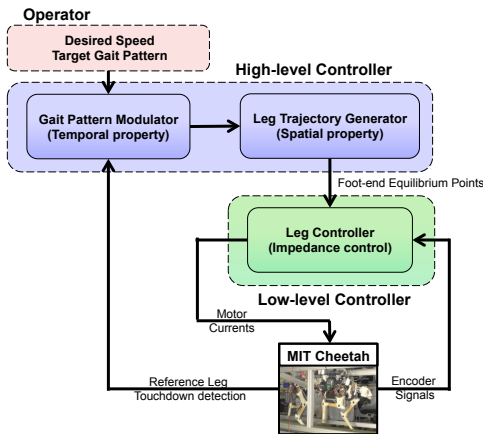 Operator
Desired Speed
Target Gait Pattern
High-level Controller
Gait Pattern Modulator
(Temporal property)
Leg Trajectory Generator
(Spatial property)
Foot-end Equilibrium Points
Leg Controller
(Impedance control)
Low-level Controller
Motor
Currents
MIT Cheetah
Reference Leg
Touchdown detection
Encoder
Signals